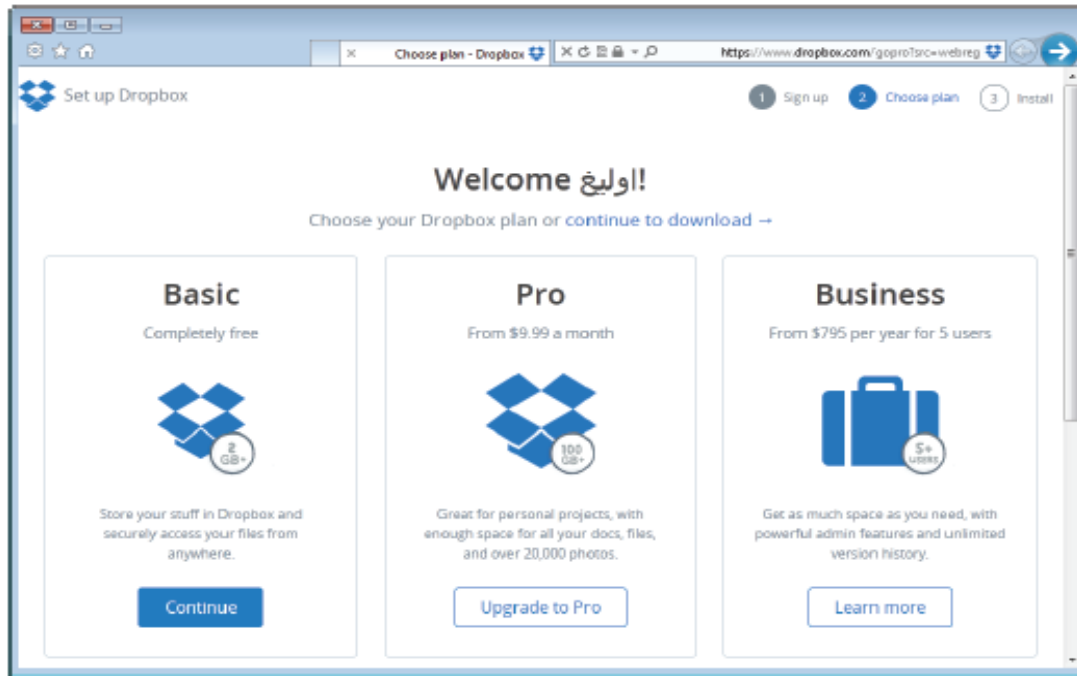 Choose plan - Dropbox
https://www.dropbox.com/gopro?src=webreg
Set up Dropbox
1 Sign up 2 Choose plan 3 Install
Welcome اوليغ!
Choose your Dropbox plan or continue to download →
Basic
Completely free
2 GB+
Store your stuff in Dropbox and
securely access your files from
anywhere.
Continue
Pro
From $9.99 a month
100 GB+
Great for personal projects, with
enough space for all your docs, files,
and over 20,000 photos.
Upgrade to Pro
Business
From $795 per year for 5 users
5+ USERS
Get as much space as you need, with
powerful admin features and unlimited
version history.
Learn more